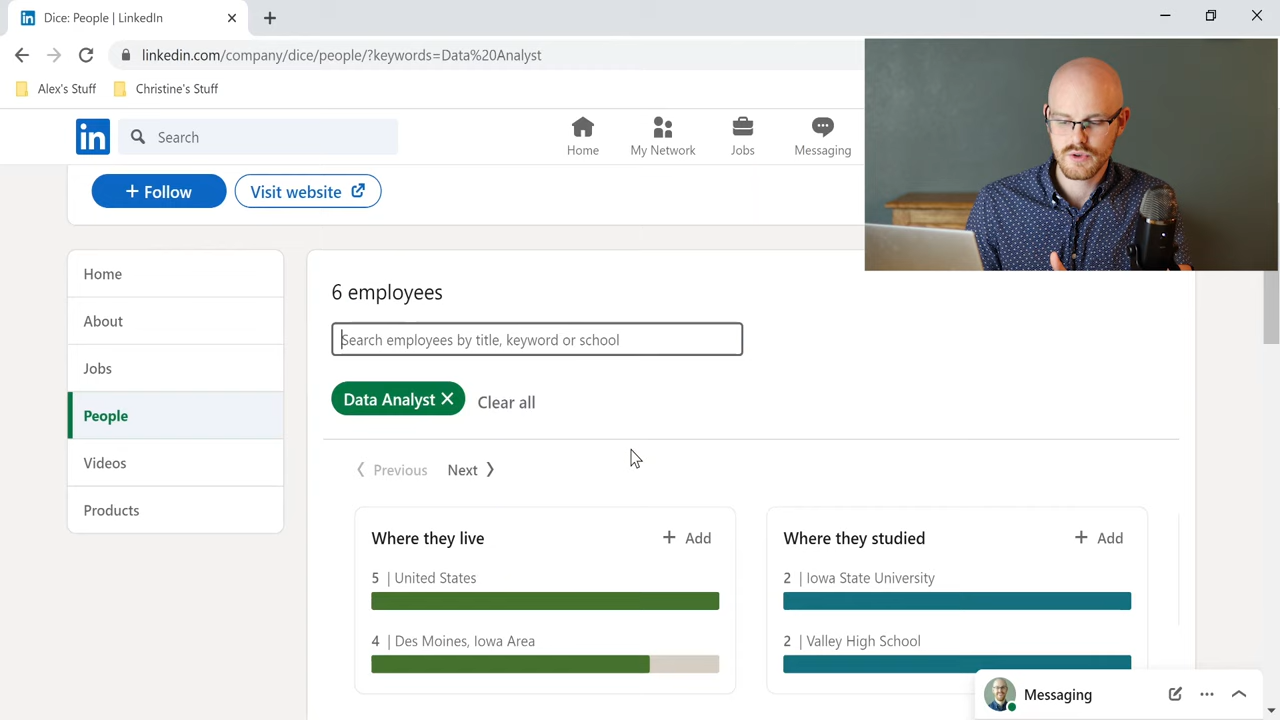 Dice: People | LinkedIn
linkedin.com/company/dice/people/?keywords=Data%20Analyst
Alex's Stuff
Christine's Stuff
in
Search
Home
My Network
Jobs
Messaging
+ Follow
Visit website
Home
About
Jobs
People
Videos
Products
6 employees
Search employees by title, keyword or school
Data Analyst
Clear all
Previous
Next
Where they live
+ Add
5 | United States
4 | Des Moines, Iowa Area
Where they studied
+ Add
2 | Iowa State University
2 | Valley High School
Messaging